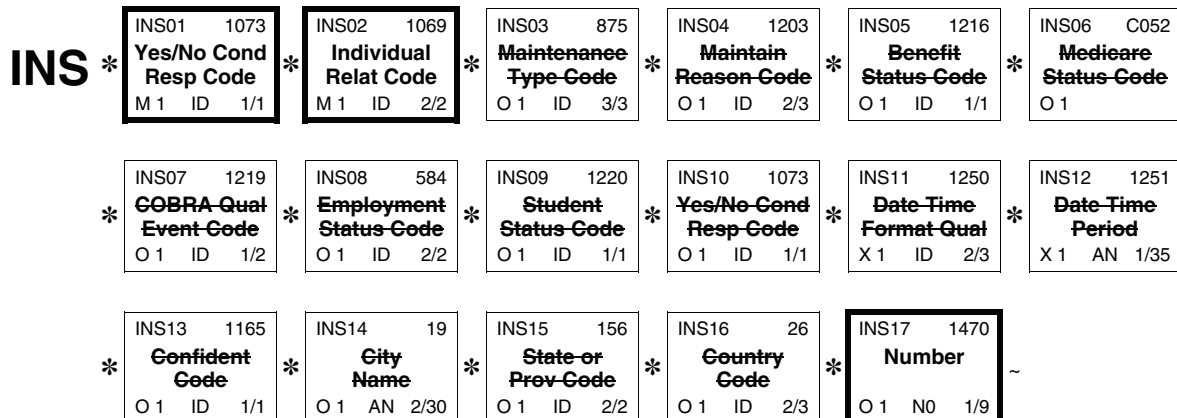 INS01 1073 INS02 1069 INS03 875 INS04 1203 INS05 1216 INS06 C052
INS * Yes/No Cond * Individual * Maintenance * Maintain * Benefit * Medicare
Resp Code Relat Code Type Code Reason Code Status Code Status Code
M 1 ID 1/1 M 1 ID 2/2 O 1 ID 3/3 O 1 ID 2/3 O 1 ID 1/1 O 1
INS07 1219 INS08 584 INS09 1220 INS10 1073 INS11 1250 INS12 1251
* COBRA Qual * Employment * Student * Yes/No Cond * Date Time * Date Time
Event Code Status Code Status Code Resp Code Format Qual Period
O 1 ID 1/2 O 1 ID 2/2 O 1 ID 1/1 O 1 ID 1/1 X 1 ID 2/3 X 1 AN 1/35
INS13 1165 INS14 19 INS15 156 INS16 26 INS17 1470
* Confident * City * State or * Country * Number ~
Code Name Prov Code Code
O 1 ID 1/1 O 1 AN 2/30 O 1 ID 2/2 O 1 ID 2/3 O 1 N0 1/9